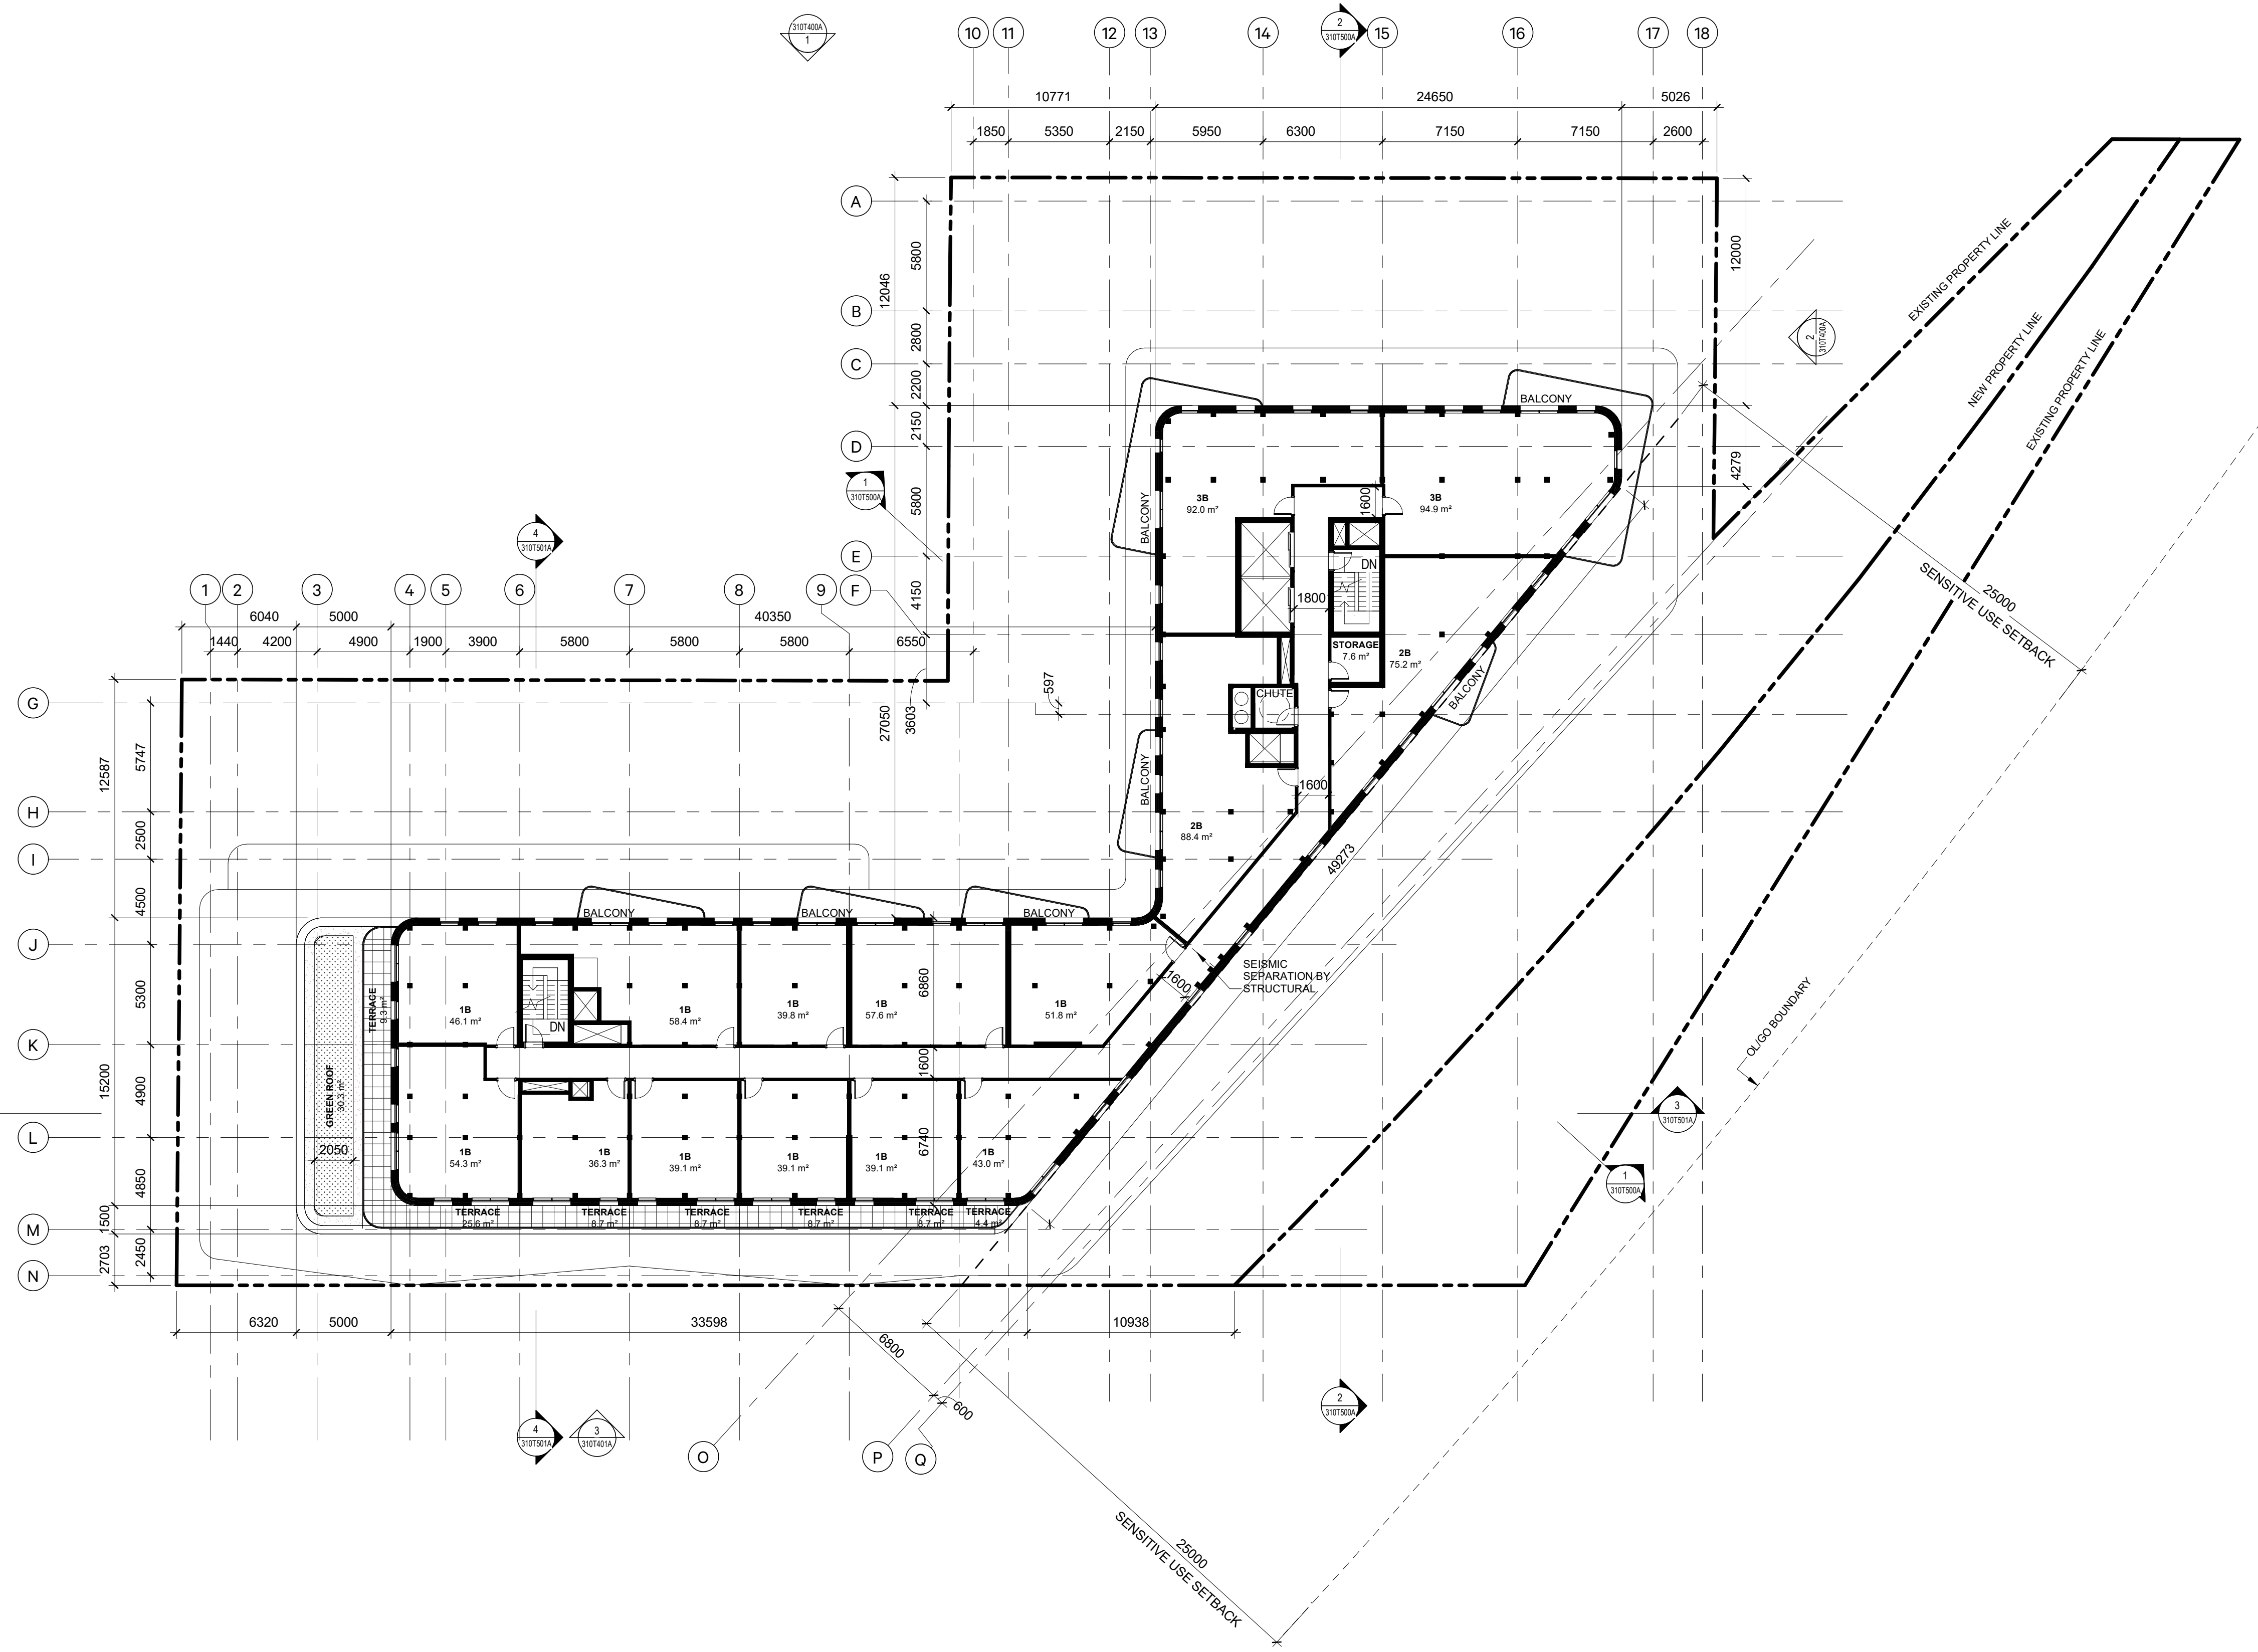 310T400A
1
10
11
12
13
14
2
310T500A
15
16
17
18
10771
24650
5026
1850
5350
2150
5950
6300
7150
7150
2600
A
B
C
D
E
F
5800
2800
2200
2150
5800
4150
12046
27050
3603
597
12000
4279
EXISTING PROPERTY LINE
NEW PROPERTY LINE
EXISTING PROPERTY LINE
2
310T400A
1
310T500A
4
310T501A
BALCONY
BALCONY
3B
92.0 m²
1600
3B
94.9 m²
DN
1800
STORAGE
7.6 m²
2B
75.2 m²
BALCONY
CHUTE
BALCONY
1600
2B
88.4 m²
49273
25000
SENSITIVE USE SETBACK
1
2
3
4
5
6
7
8
9
6040
5000
40350
1440
4200
4900
1900
3900
5800
5800
5800
6550
G
H
I
J
K
L
M
N
12587
15200
1500
2703
5747
2500
4500
5300
4900
4850
2450
BALCONY
BALCONY
BALCONY
TERRACE
9.3 m²
GREEN ROOF
30.3 m²
2050
1B
46.1 m²
DN
1B
58.4 m²
1B
39.8 m²
1B
57.6 m²
6860
1B
51.8 m²
1600
SEISMIC
SEPARATION BY
STRUCTURAL
1600
1B
54.3 m²
1B
36.3 m²
1B
39.1 m²
1B
39.1 m²
1B
39.1 m²
6740
1B
43.0 m²
TERRACE
25.6 m²
TERRACE
8.7 m²
TERRACE
8.7 m²
TERRACE
8.7 m²
TERRACE
8.7 m²
TERRACE
4.4 m²
OL/GO BOUNDARY
3
310T501A
1
310T500A
6320
5000
33598
10938
6800
600
4
310T501A
3
310T401A
O
P
Q
2
310T500A
25000
SENSITIVE USE SETBACK